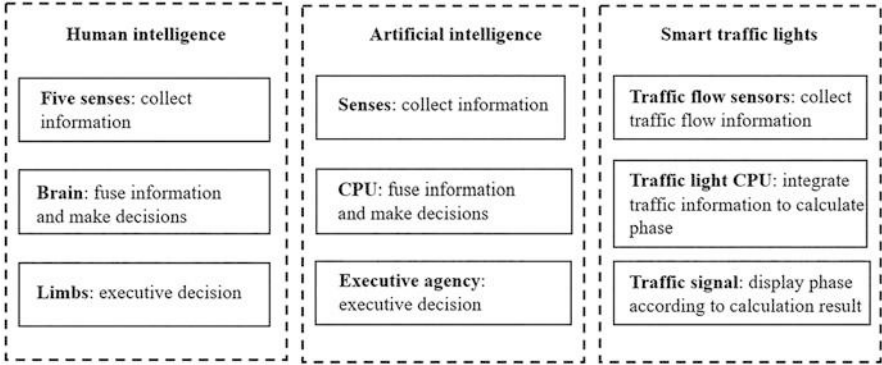 Human intelligence
Five senses: collect
information
Brain: fuse information
and make decisions
Limbs: executive decision
Artificial intelligence
Senses: collect information
CPU: fuse information
and make decisions
Executive agency:
executive decision
Smart traffic lights
Traffic flow sensors: collect
traffic flow information
Traffic light CPU: integrate
traffic information to calculate
phase
Traffic signal: display phase
according to calculation result